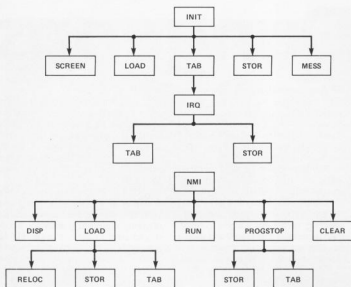 INIT
SCREEN LOAD TAB STOR MESS
IRQ
TAB STOR
NMI
DISP LOAD RUN PROGSTOP CLEAR
RELOC STOR TAB STOR TAB